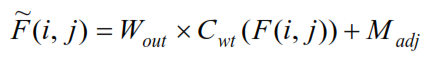 F̃(i, j) = W_out × C_wt (F(i, j)) + M_adj